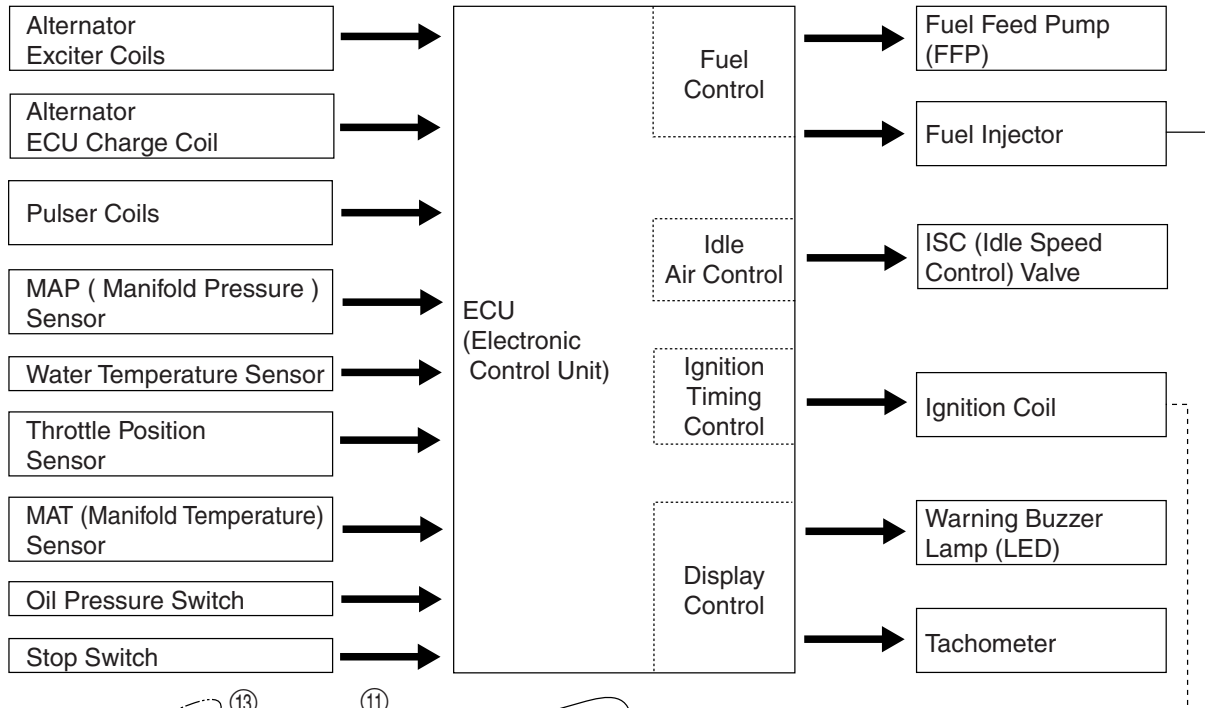 Alternator
Exciter Coils
Alternator
ECU Charge Coil
Pulser Coils
MAP ( Manifold Pressure )
Sensor
Water Temperature Sensor
Throttle Position
Sensor
MAT (Manifold Temperature)
Sensor
Oil Pressure Switch
Stop Switch
ECU
(Electronic
Control Unit)
Fuel
Control
Idle
Air Control
Ignition
Timing
Control
Display
Control
Fuel Feed Pump
(FFP)
Fuel Injector
ISC (Idle Speed
Control) Valve
Ignition Coil
Warning Buzzer
Lamp (LED)
Tachometer
⑬
⑪